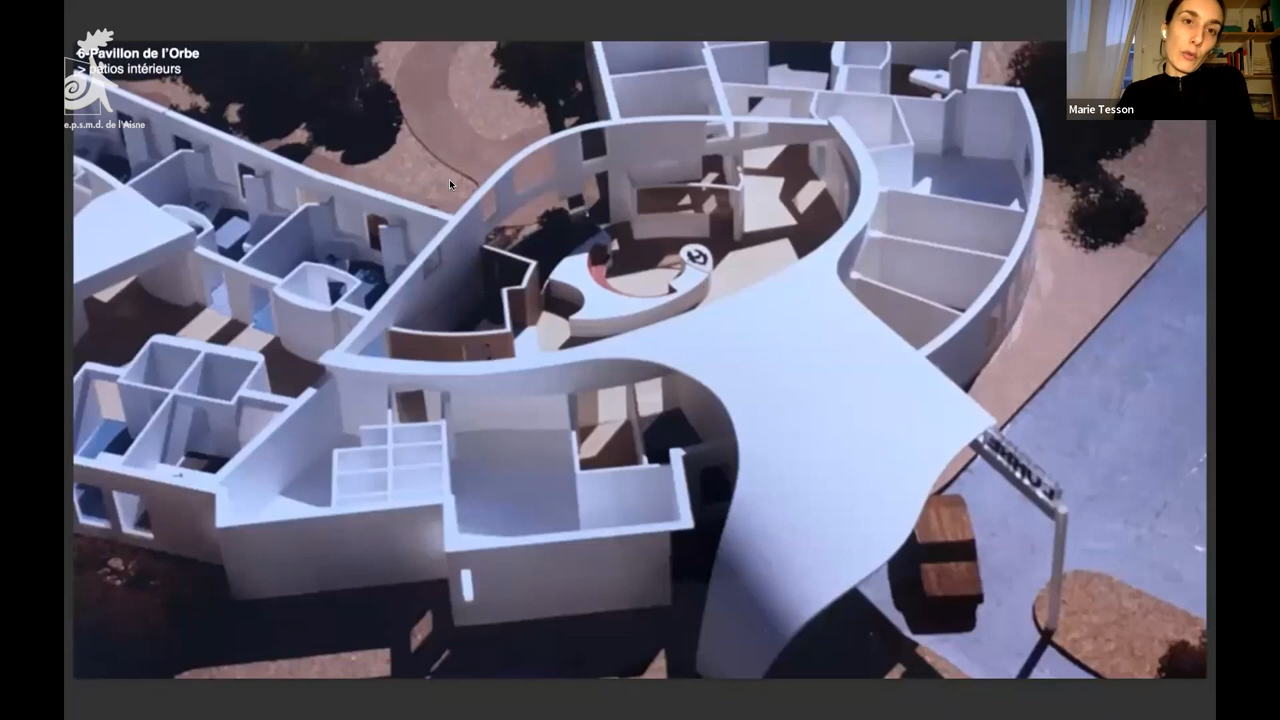 6-Pavillon de l'Orbe
> patios intérieurs
e.p.s.m.d. de l'Aisne
Marie Tesson